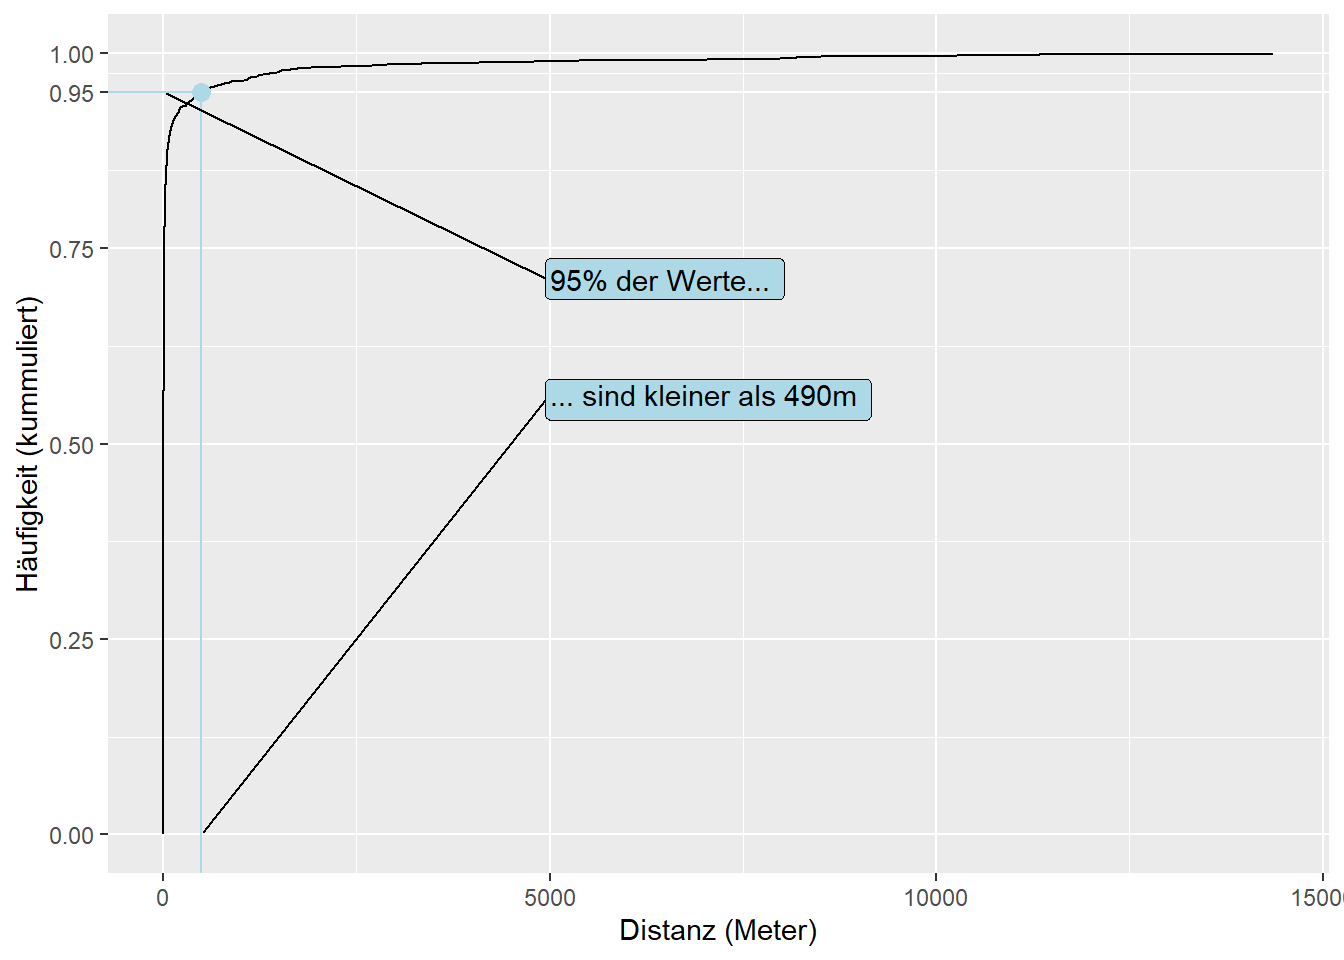 1.00
0.95
0.75
0.50
0.25
0.00
Häufigkeit (kummuliert)
95% der Werte...
... sind kleiner als 490m
0
5000
10000
1500
Distanz (Meter)